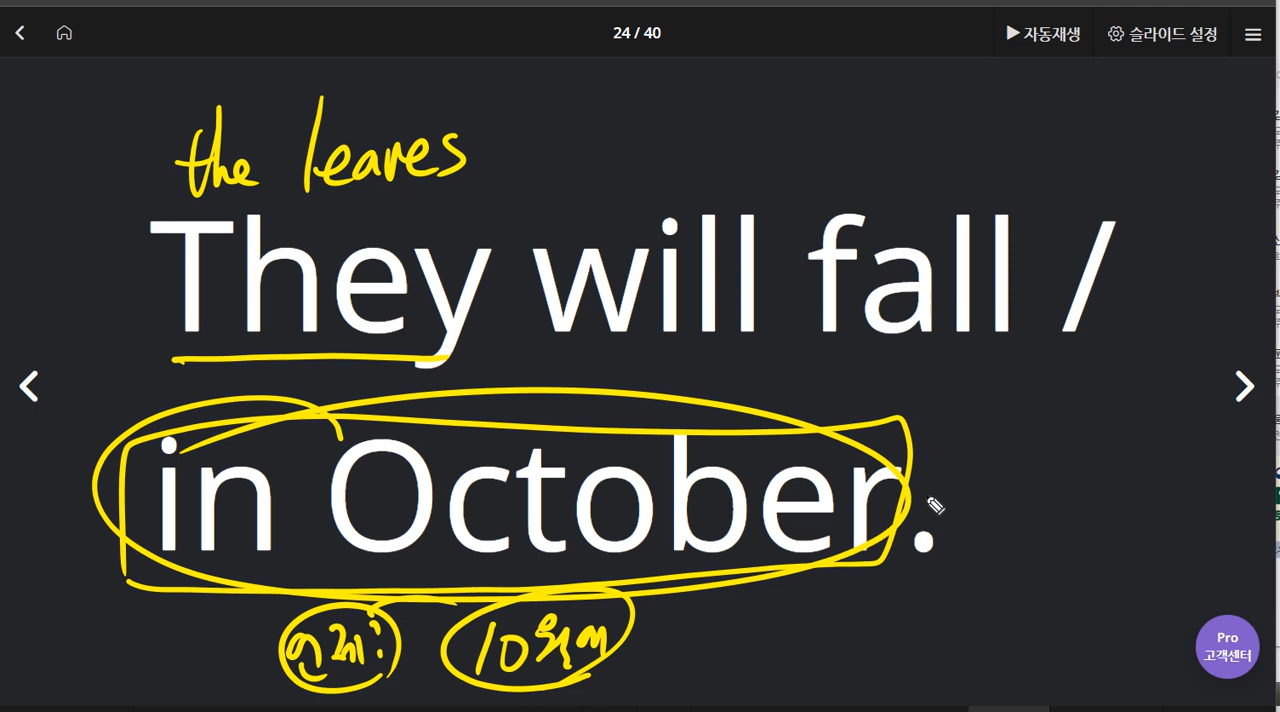 24 / 40
▶ 자동재생
슬라이드 설정
the leaves
They will fall /
in October.
언제?
10월에
Pro
고객센터